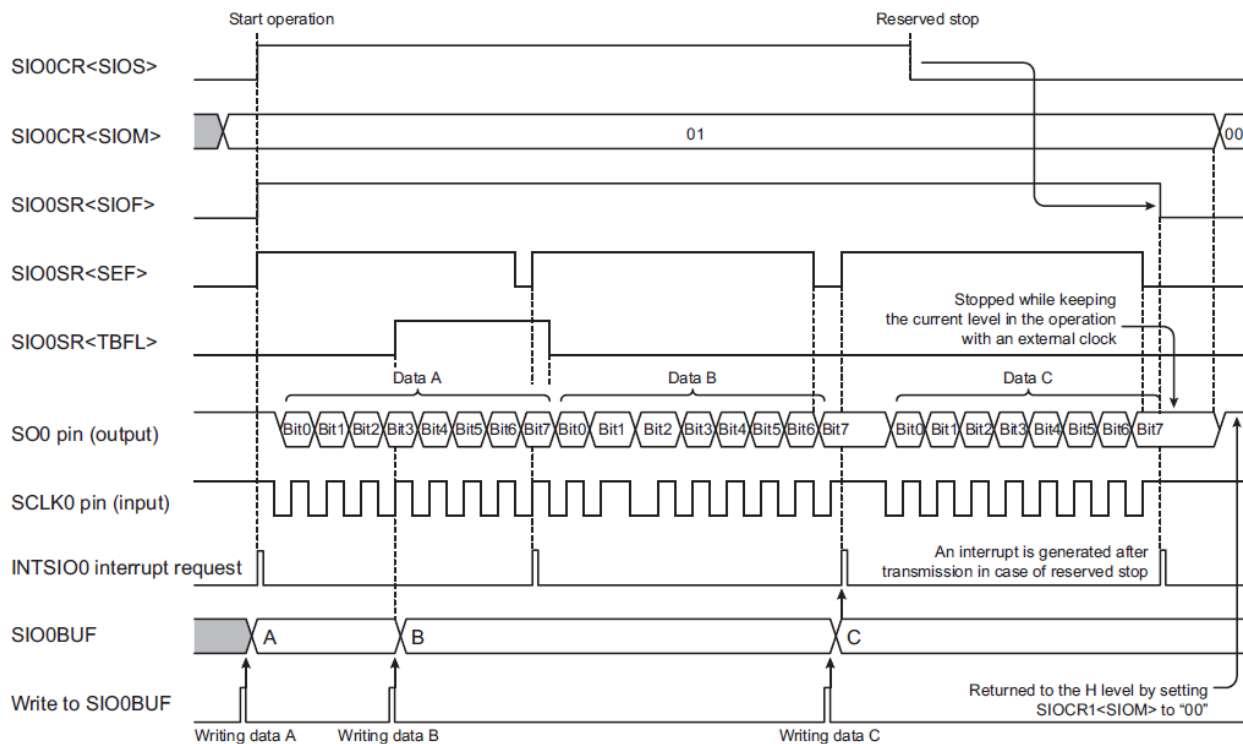 Start operation
Reserved stop
SIO0CR<SIOS>
SIO0CR<SIOM>
01
00
SIO0SR<SIOF>
SIO0SR<SEF>
Stopped while keeping
the current level in the operation
with an external clock
SIO0SR<TBFL>
Data A
Data B
Data C
SO0 pin (output)
Bit0 Bit1 Bit2 Bit3 Bit4 Bit5 Bit6 Bit7 Bit0 Bit1 Bit2 Bit3 Bit4 Bit5 Bit6 Bit7 Bit0 Bit1 Bit2 Bit3 Bit4 Bit5 Bit6 Bit7
SCLK0 pin (input)
INTSIO0 interrupt request
An interrupt is generated after
transmission in case of reserved stop
SIO0BUF
A
B
C
Write to SIO0BUF
Returned to the H level by setting
SIOCR1<SIOM> to “00”
Writing data A
Writing data B
Writing data C